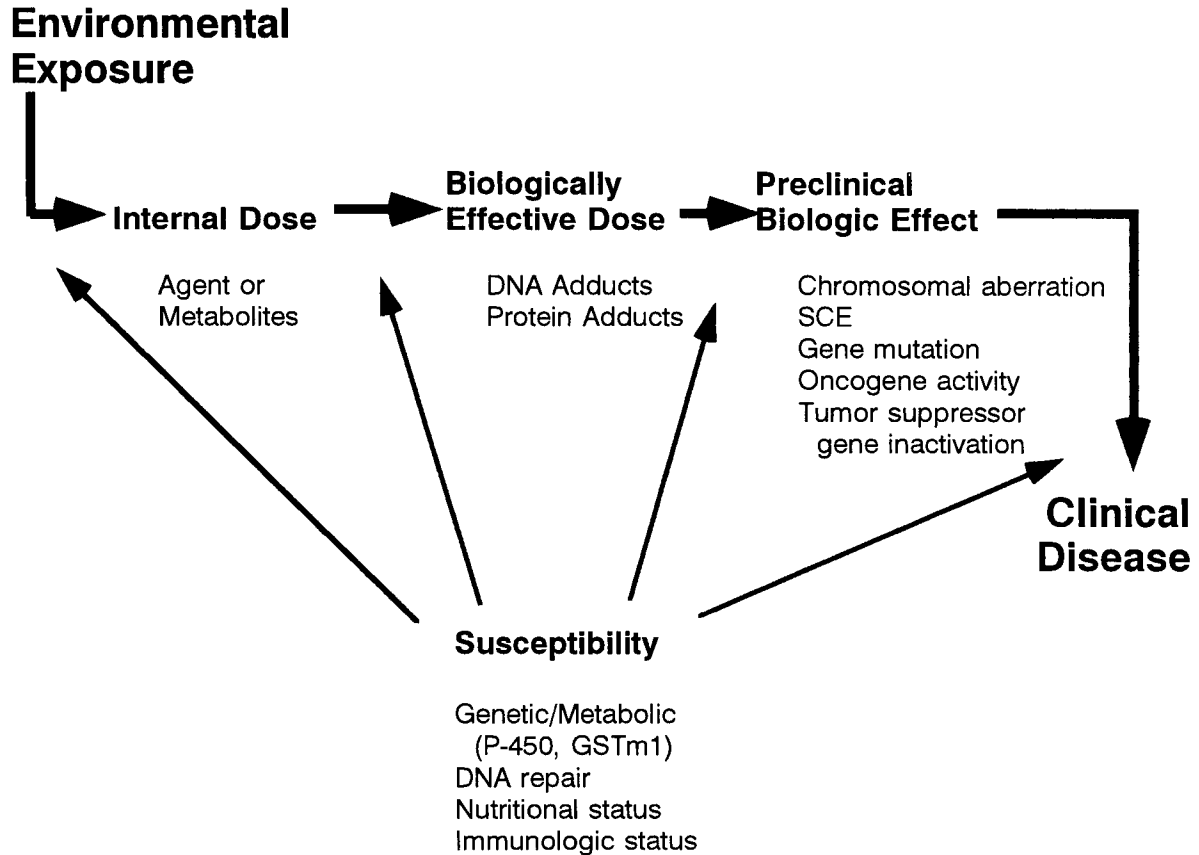 Environmental
Exposure
Internal Dose
Agent or
Metabolites
Biologically
Effective Dose
DNA Adducts
Protein Adducts
Preclinical
Biologic Effect
Chromosomal aberration
SCE
Gene mutation
Oncogene activity
Tumor suppressor
gene inactivation
Clinical
Disease
Susceptibility
Genetic/Metabolic
(P-450, GSTm1)
DNA repair
Nutritional status
Immunologic status